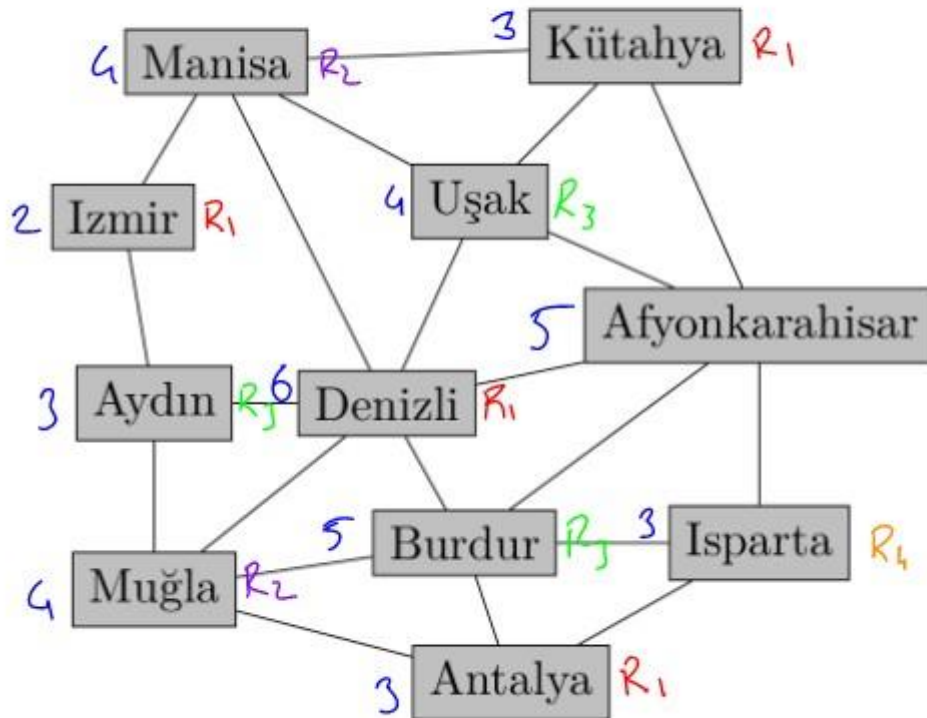 3 Kütahya R1
4 Manisa R2
4 Uşak R3
2 Izmir R1
5 Afyonkarahisar
3 Aydın R3
6 Denizli R1
5 Burdur R3
3 Isparta R4
4 Muğla R2
3 Antalya R1